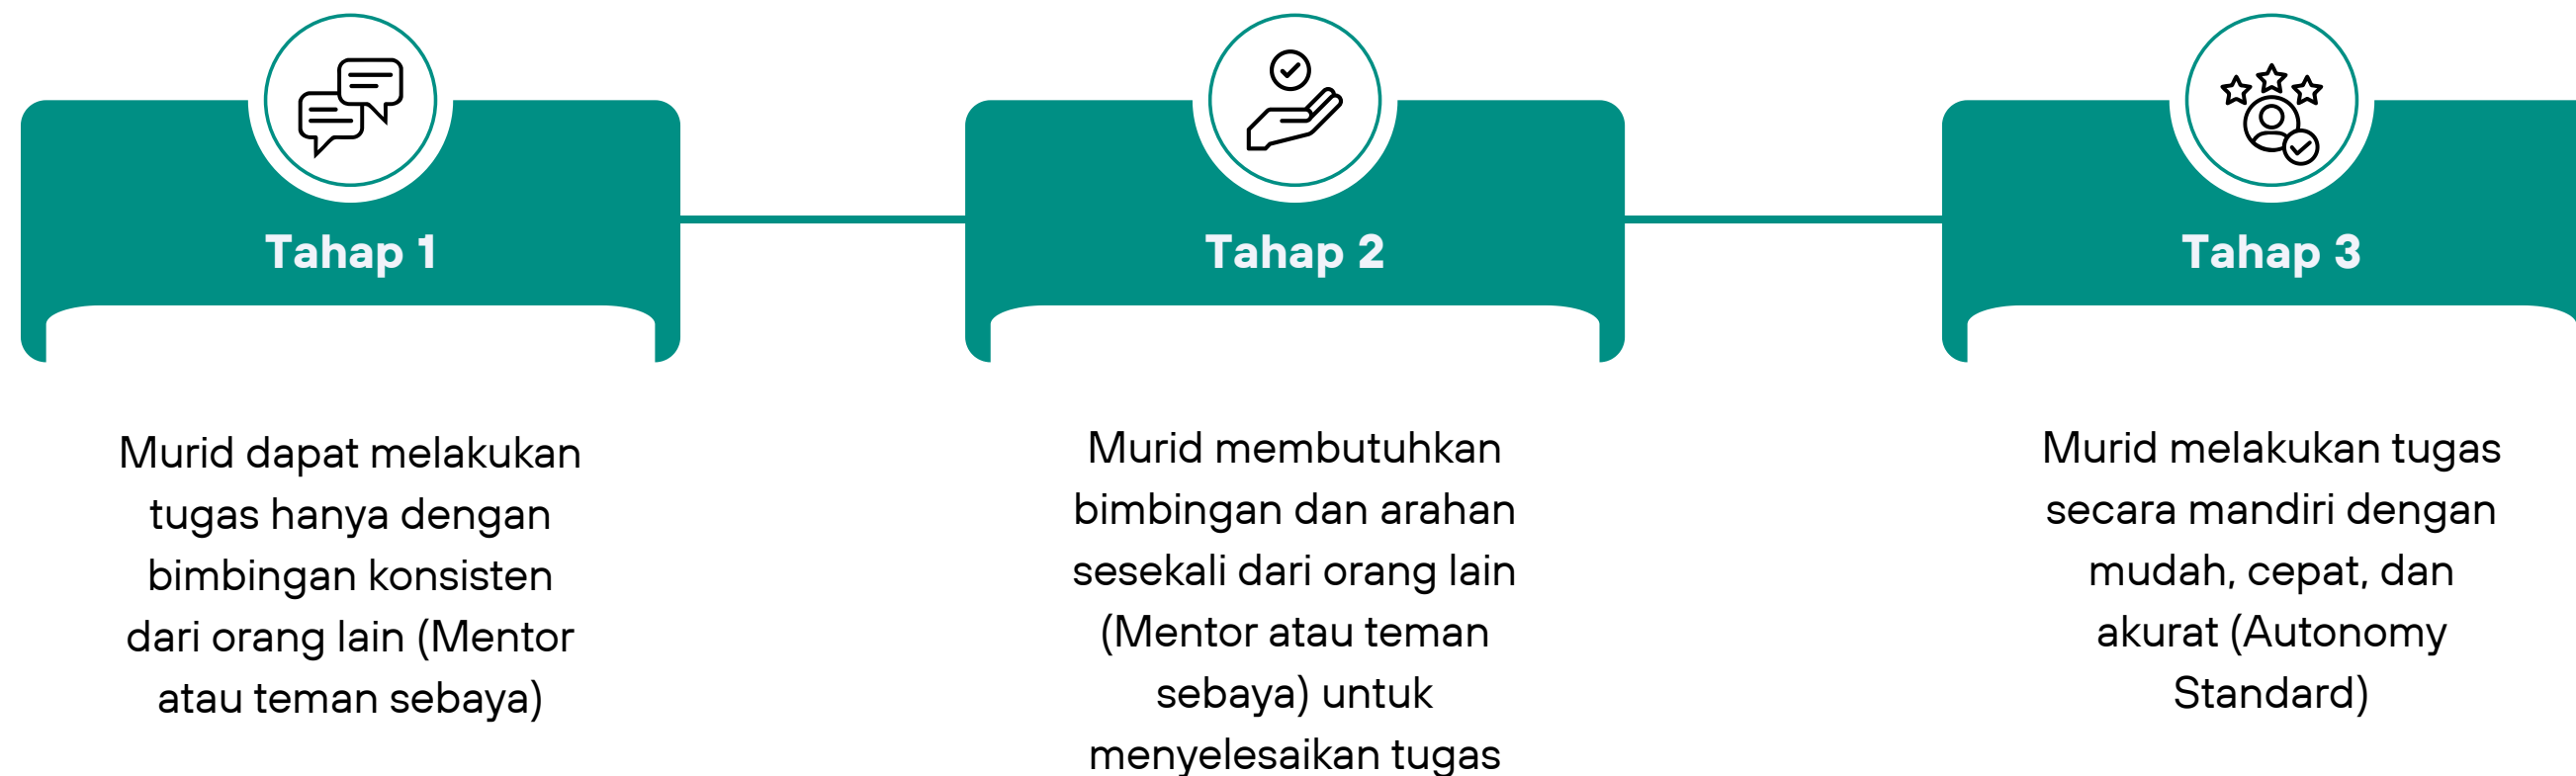 Tahap 1
Murid dapat melakukan
tugas hanya dengan
bimbingan konsisten
dari orang lain (Mentor
atau teman sebaya)
Tahap 2
Murid membutuhkan
bimbingan dan arahan
sesekali dari orang lain
(Mentor atau teman
sebaya) untuk
menyelesaikan tugas
Tahap 3
Murid melakukan tugas
secara mandiri dengan
mudah, cepat, dan
akurat (Autonomy
Standard)